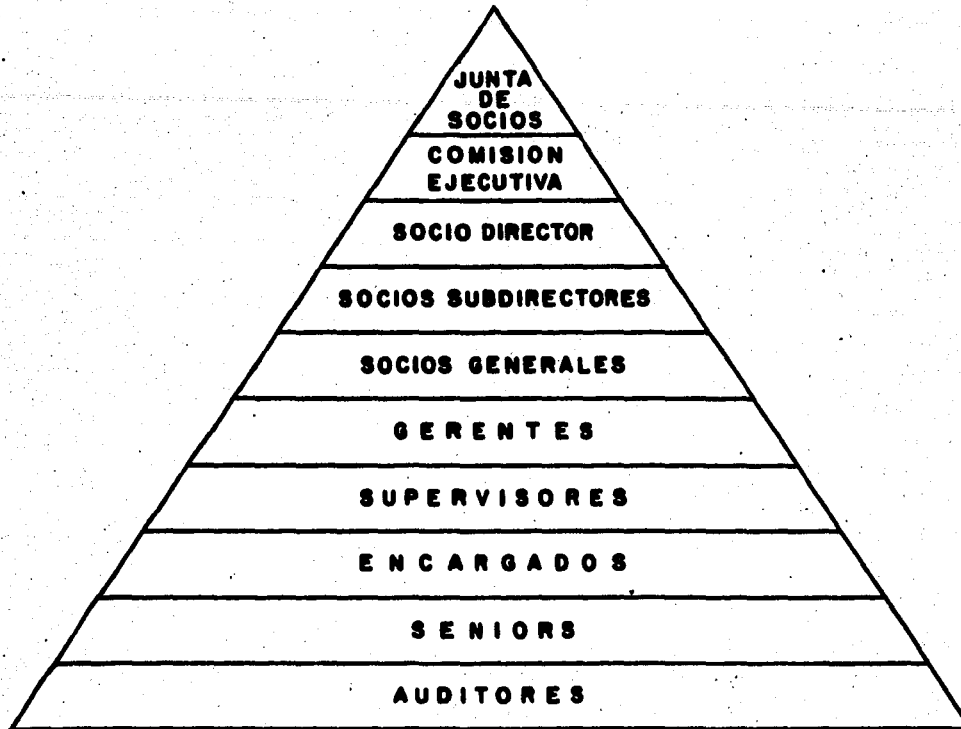 JUNTA
DE
SOCIOS
COMISION
EJECUTIVA
SOCIO DIRECTOR
SOCIOS SUBDIRECTORES
SOCIOS GENERALES
GERENTES
SUPERVISORES
ENCARGADOS
SENIORS
AUDITORES